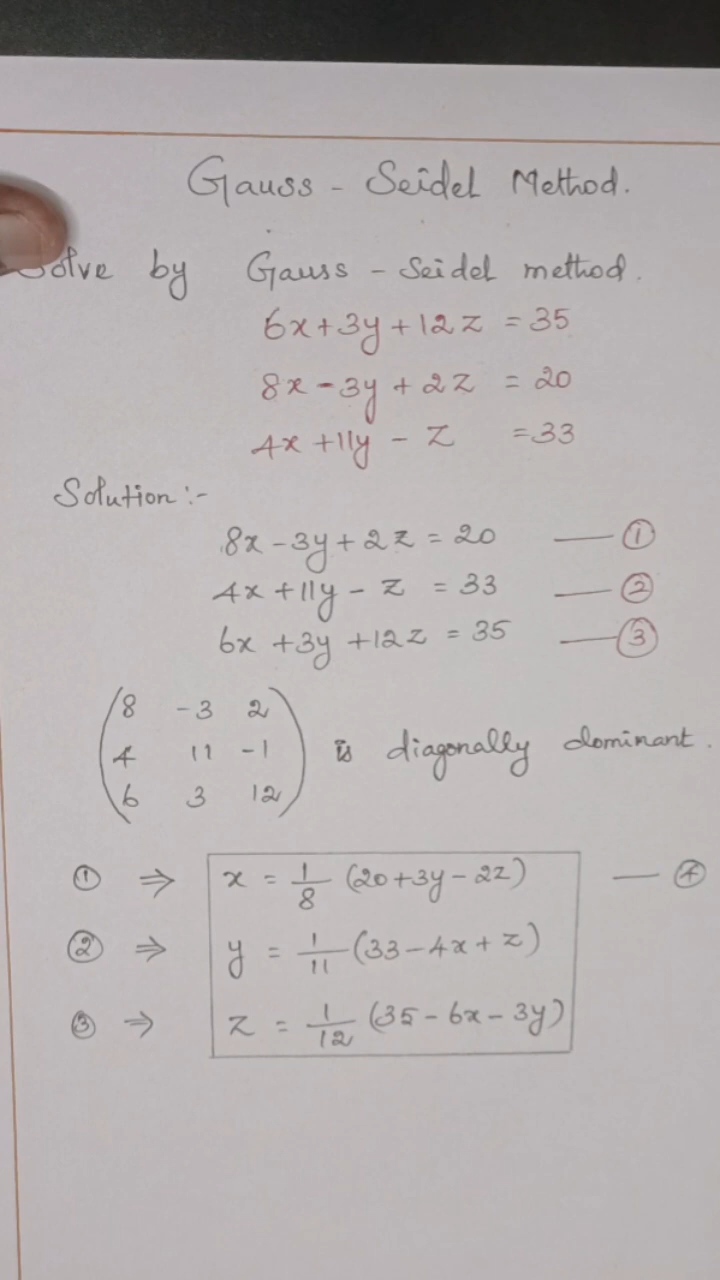 Gauss - Seidel Method.
Solve by Gauss - Seidel method.
6x+3y+12z = 35
8x-3y+2z = 20
4x+11y-z = 33
Solution :-
8x-3y+2z = 20 — ①
4x+11y-z = 33 — ②
6x+3y+12z = 35 — ③
8 -3 2
4 11 -1 is diagonally dominant.
6 3 12
① ⇒ x = 1/8 (20+3y-2z) — ④
② ⇒ y = 1/11 (33-4x+z)
③ ⇒ z = 1/12 (35-6x-3y)